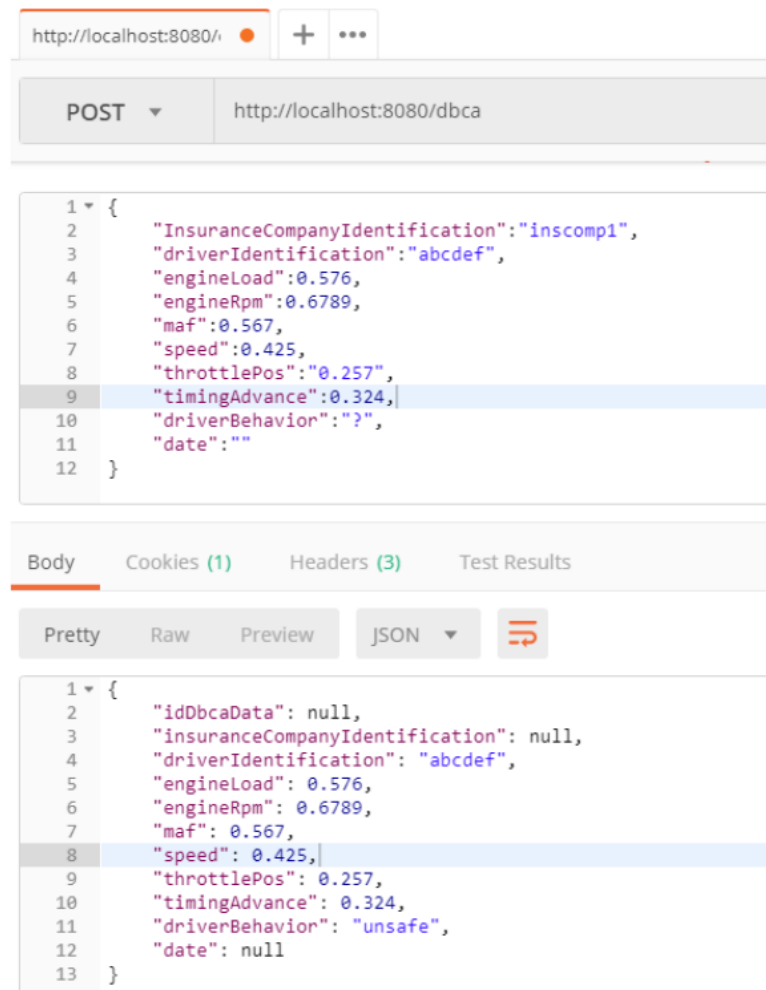 http://localhost:8080/
POST http://localhost:8080/dbca
1 {
2 "InsuranceCompanyIdentification":"inscomp1",
3 "driverIdentification":"abcdef",
4 "engineLoad":0.576,
5 "engineRpm":0.6789,
6 "maf":0.567,
7 "speed":0.425,
8 "throttlePos":"0.257",
9 "timingAdvance":0.324,
10 "driverBehavior":"?",
11 "date":""
12 }
Body Cookies (1) Headers (3) Test Results
Pretty Raw Preview JSON
1 {
2 "idDbcaData": null,
3 "insuranceCompanyIdentification": null,
4 "driverIdentification": "abcdef",
5 "engineLoad": 0.576,
6 "engineRpm": 0.6789,
7 "maf": 0.567,
8 "speed": 0.425,
9 "throttlePos": 0.257,
10 "timingAdvance": 0.324,
11 "driverBehavior": "unsafe",
12 "date": null
13 }